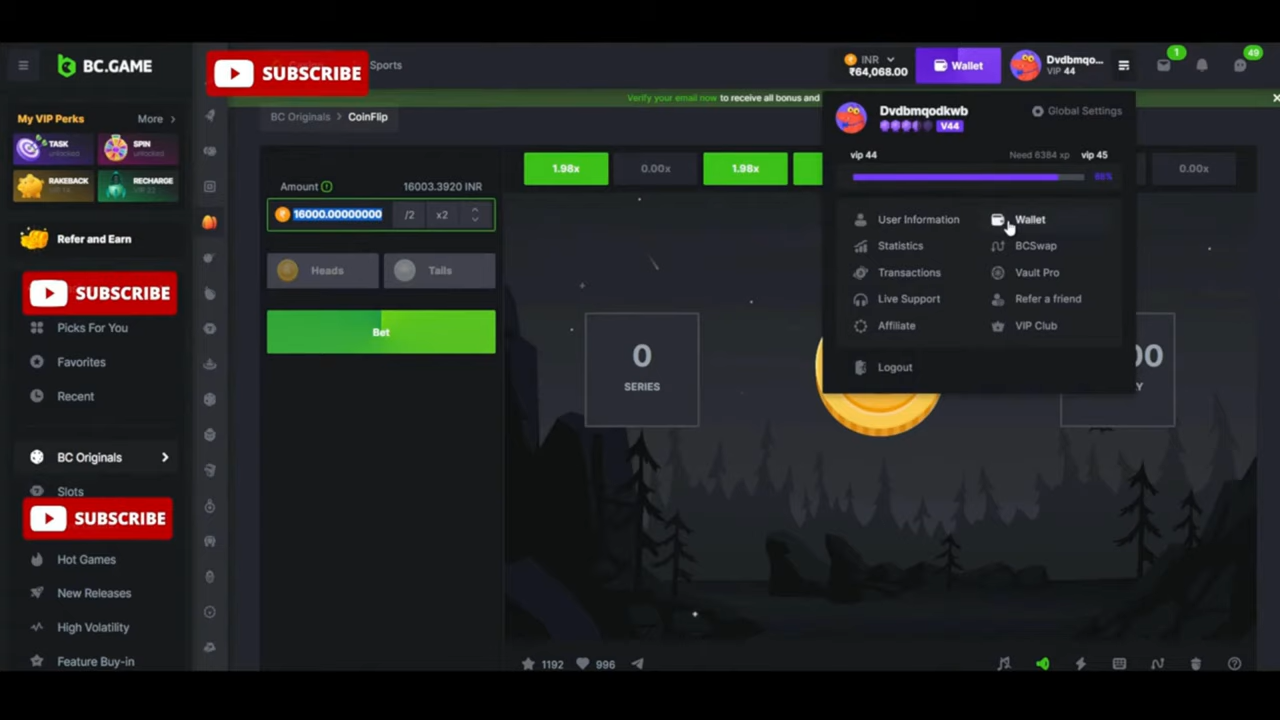 BC.GAME
SUBSCRIBE
Sports
INR
₹64,068.00
Wallet
Dvdbmqo...
VIP 44
1
49
Verify your email now to receive all bonus and
My VIP Perks
More
TASK
unlocked
SPIN
unlocked
RAKEBACK
RECHARGE
Refer and Earn
SUBSCRIBE
Picks For You
Favorites
Recent
BC Originals
Slots
SUBSCRIBE
Hot Games
New Releases
High Volatility
Feature Buy-in
BC Originals
CoinFlip
Amount
16003.3920 INR
16000.00000000
/2
x2
Heads
Tails
Bet
1.98x
0.00x
1.98x
0.00x
0
SERIES
Dvdbmqodkwb
V44
Global Settings
vip 44
Need 6384 xp
vip 45
User Information
Wallet
Statistics
BCSwap
Transactions
Vault Pro
Live Support
Refer a friend
Affiliate
VIP Club
Logout
1192
996